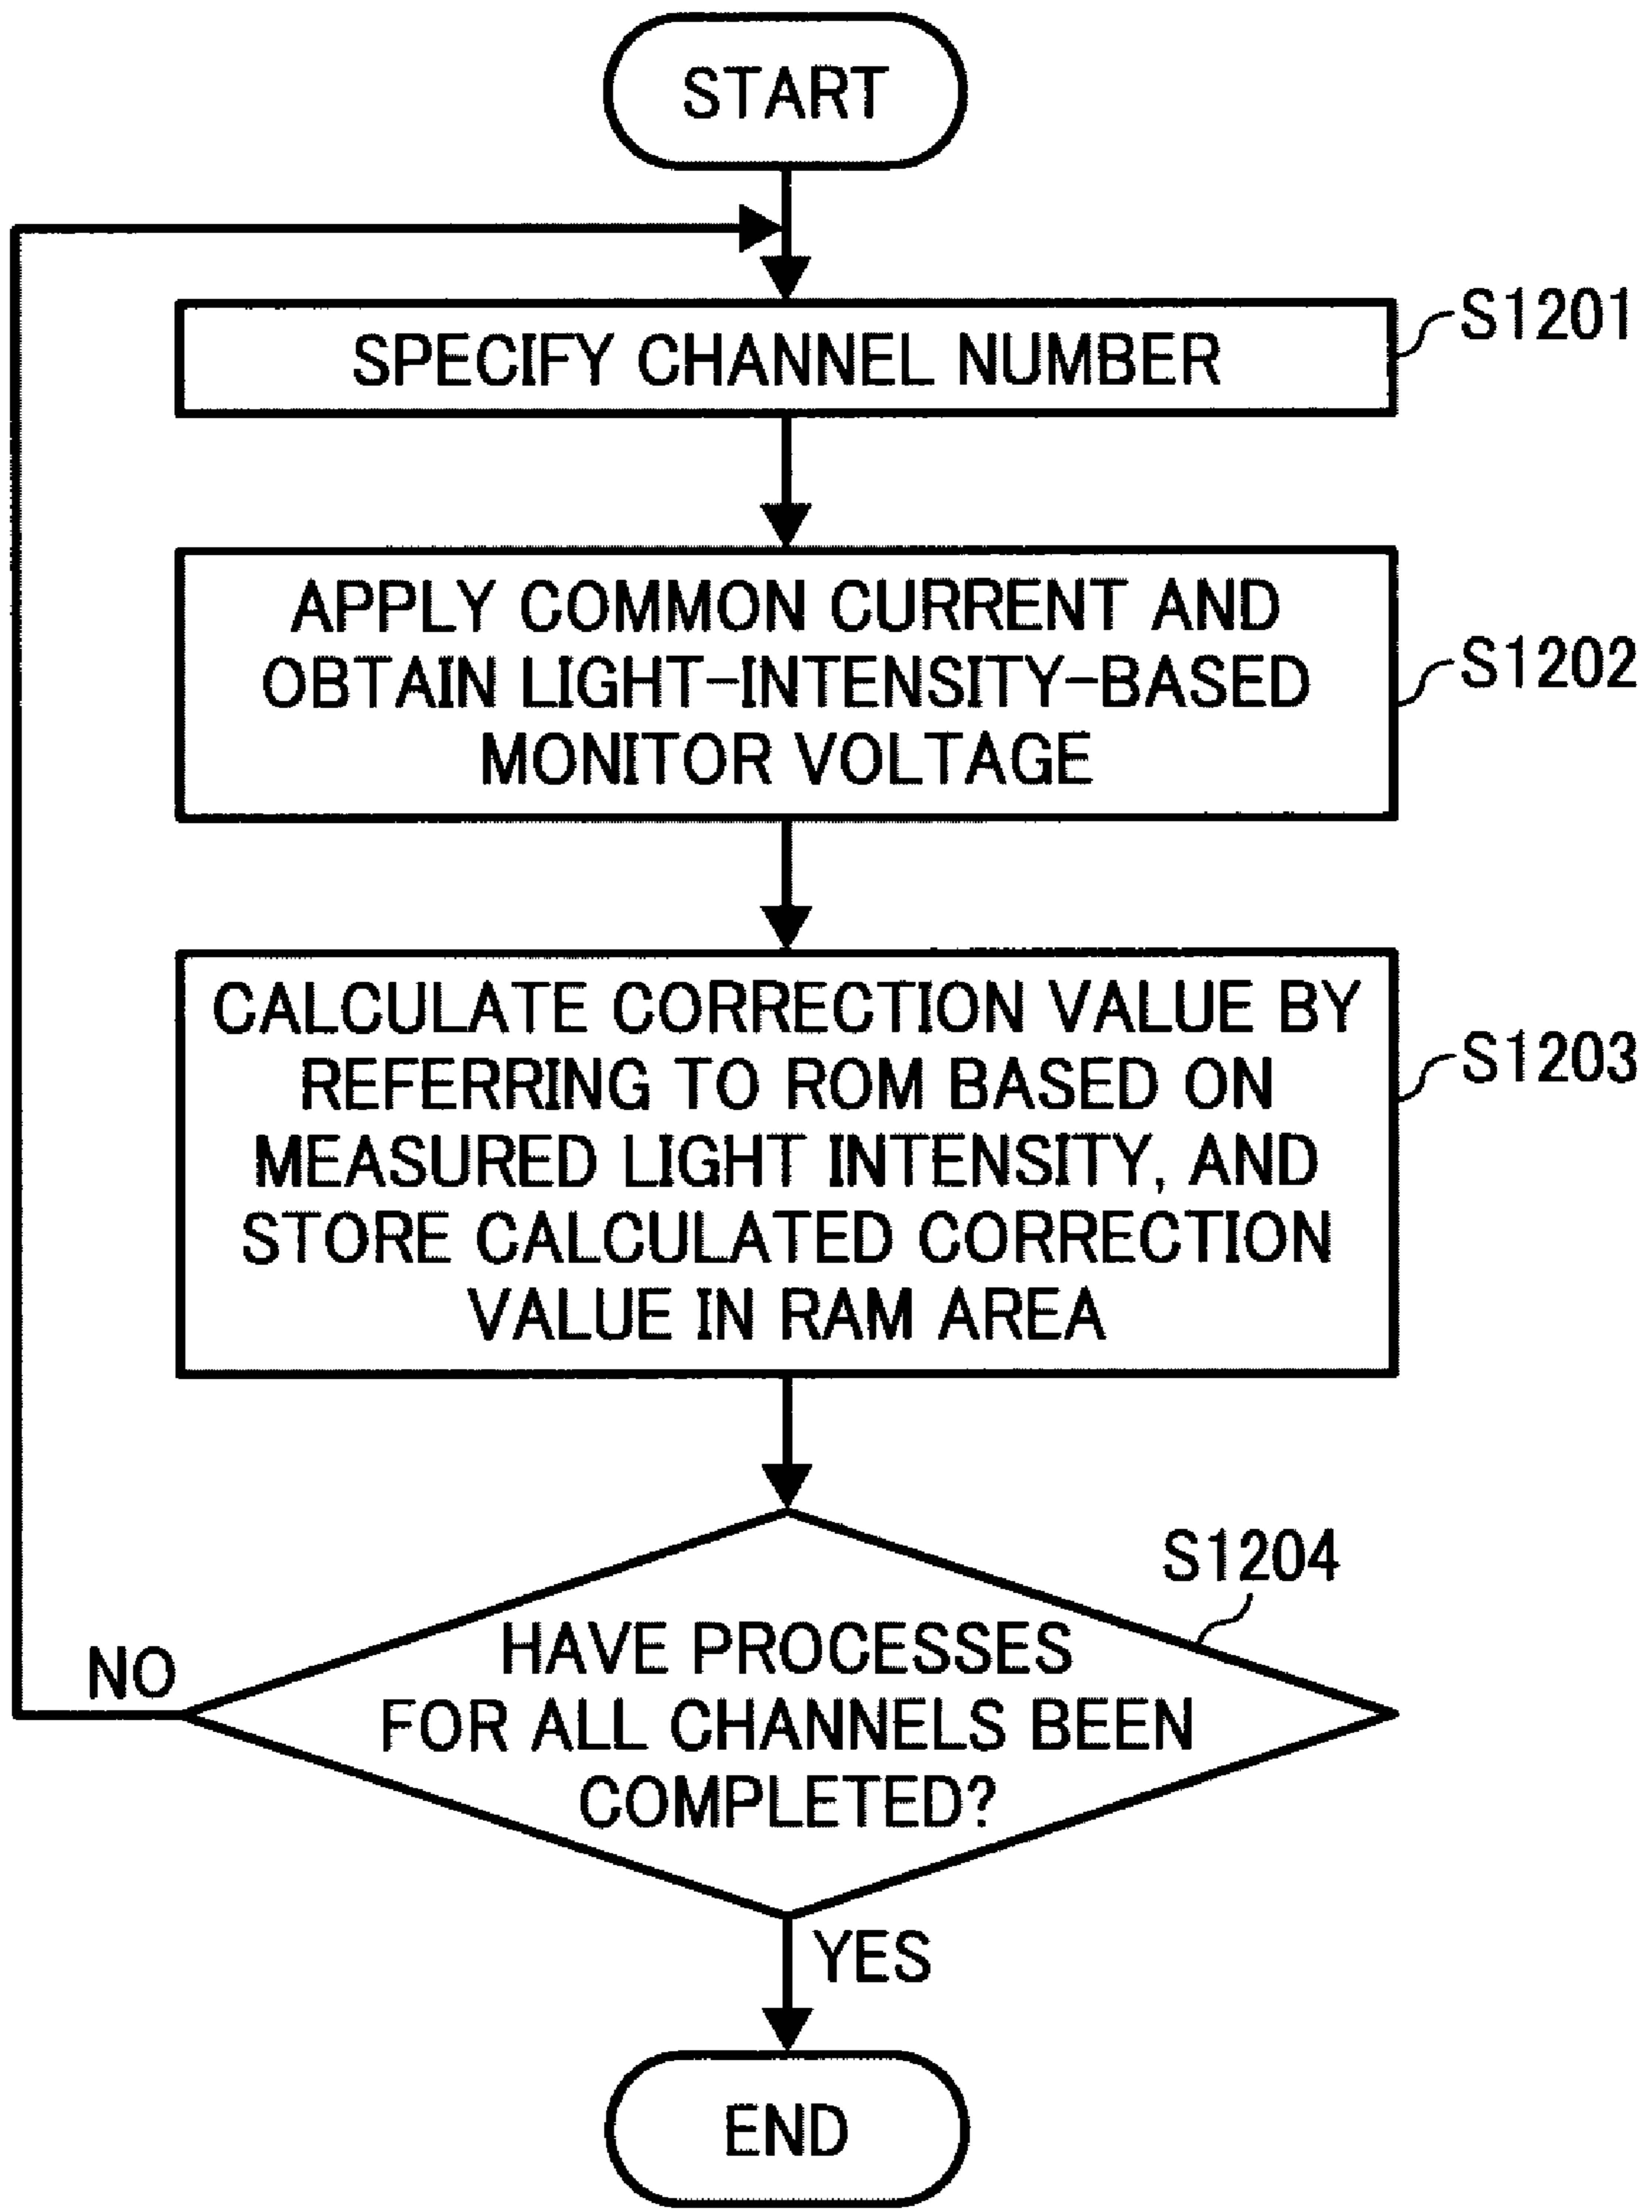 START
SPECIFY CHANNEL NUMBER
S1201
APPLY COMMON CURRENT AND
OBTAIN LIGHT-INTENSITY-BASED
MONITOR VOLTAGE
S1202
CALCULATE CORRECTION VALUE BY
REFERRING TO ROM BASED ON
MEASURED LIGHT INTENSITY, AND
STORE CALCULATED CORRECTION
VALUE IN RAM AREA
S1203
S1204
HAVE PROCESSES
FOR ALL CHANNELS BEEN
COMPLETED?
NO
YES
END